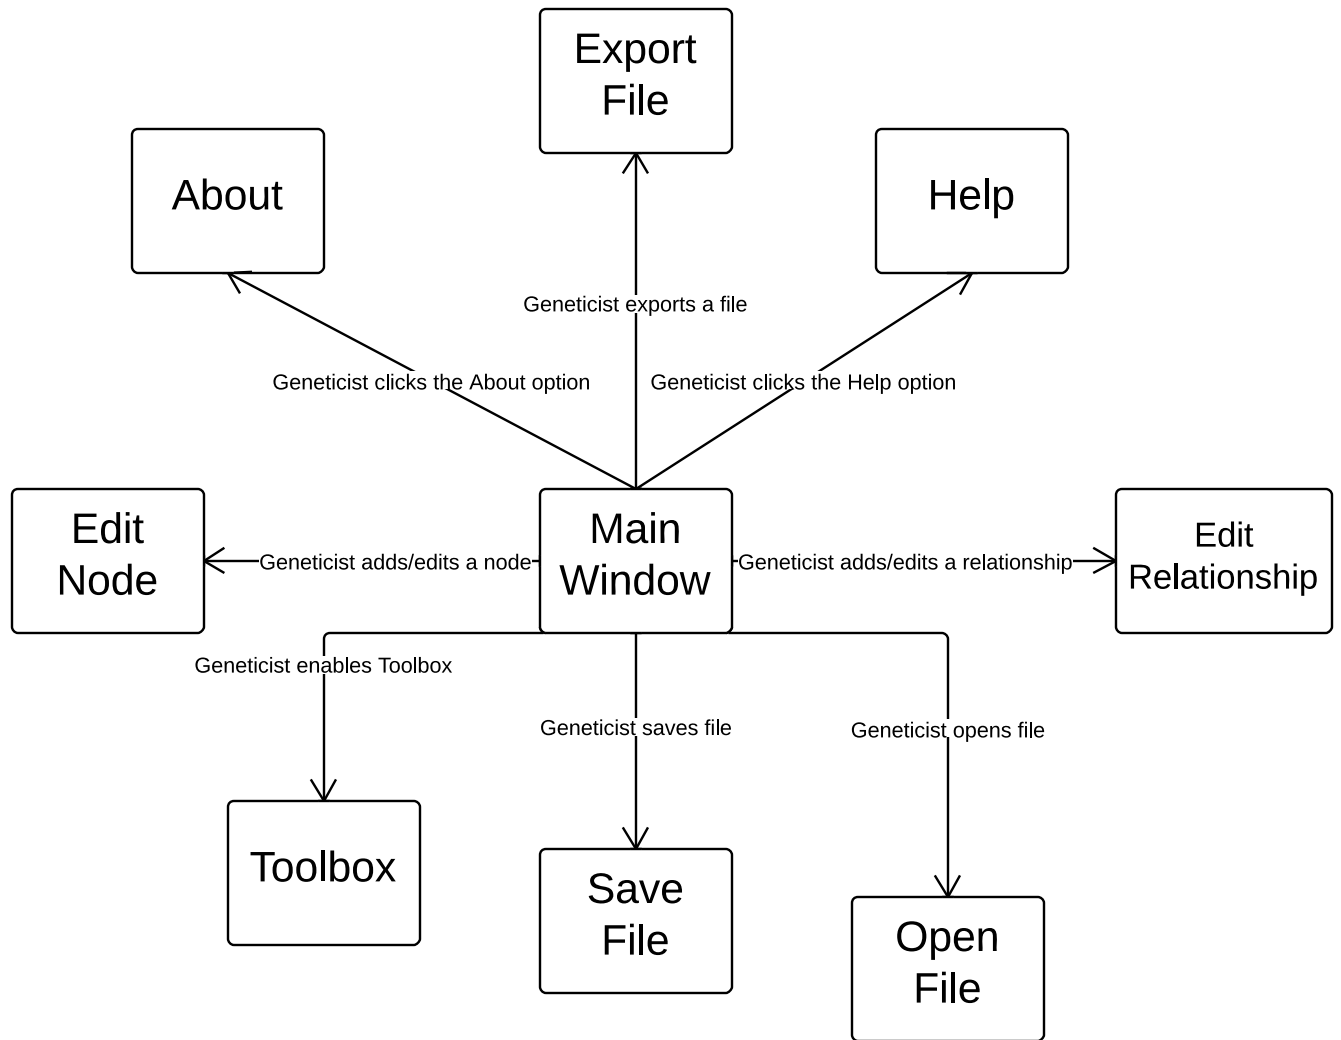 Export
File
About
Help
Geneticist exports a file
Geneticist clicks the About option
Geneticist clicks the Help option
Edit
Node
Geneticist adds/edits a node
Main
Window
Geneticist adds/edits a relationship
Edit
Relationship
Geneticist enables Toolbox
Geneticist saves file
Geneticist opens file
Toolbox
Save
File
Open
File